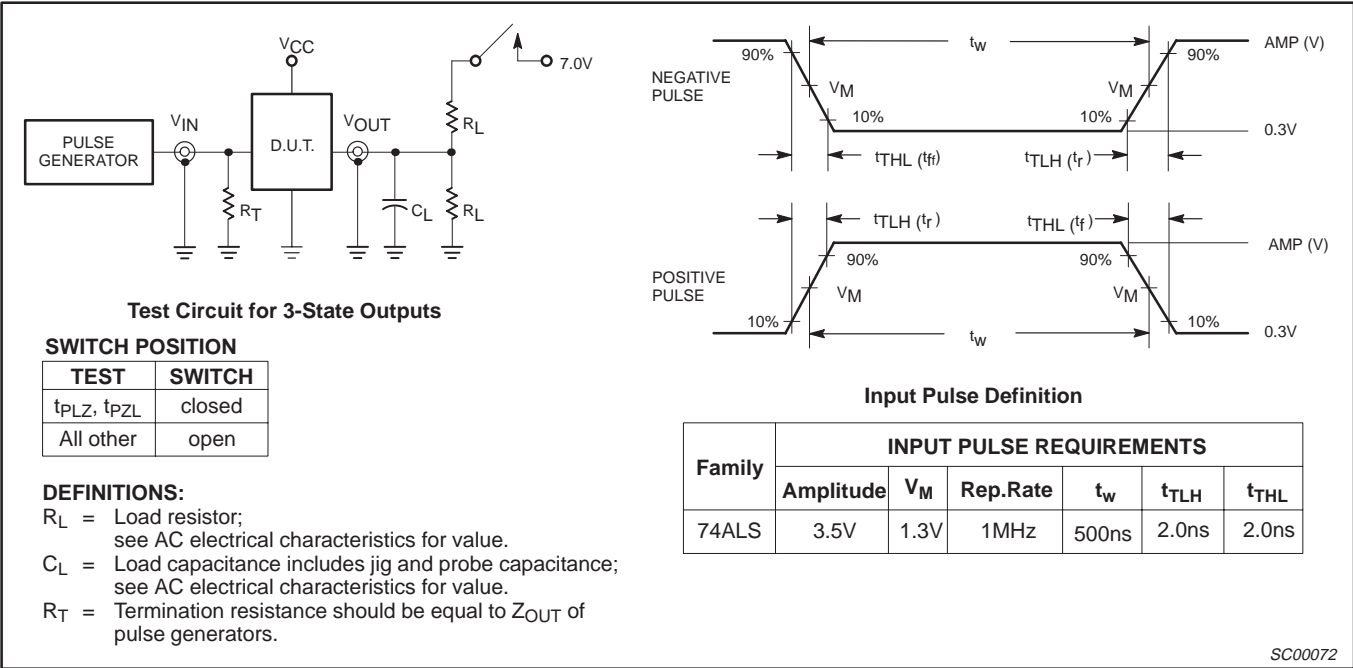 VCC
7.0V
RL
VIN
VOUT
PULSE
GENERATOR
D.U.T.
RT
CL
RL
Test Circuit for 3-State Outputs
SWITCH POSITION
TEST SWITCH
tPLZ, tPZL closed
All other open
DEFINITIONS:
RL = Load resistor;
see AC electrical characteristics for value.
CL = Load capacitance includes jig and probe capacitance;
see AC electrical characteristics for value.
RT = Termination resistance should be equal to ZOUT of
pulse generators.
NEGATIVE
PULSE
90%
tw
90%
AMP (V)
VM
VM
10%
10%
0.3V
tTHL (tff)
tTLH (tr)
tTLH (tr)
tTHL (tf)
AMP (V)
POSITIVE
PULSE
90%
90%
VM
VM
10%
tw
10%
0.3V
Input Pulse Definition
Family
INPUT PULSE REQUIREMENTS
Amplitude VM Rep.Rate tw tTLH tTHL
74ALS 3.5V 1.3V 1MHz 500ns 2.0ns 2.0ns
SC00072